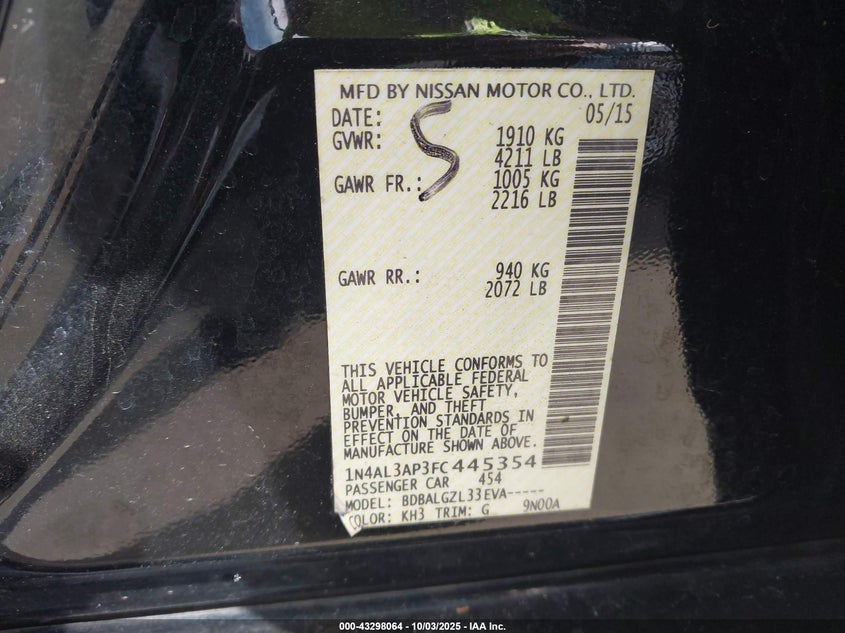 MFD BY NISSAN MOTOR CO., LTD.
DATE: 05/15
GVWR: 1910 KG
4211 LB
GAWR FR.: 1005 KG
2216 LB
GAWR RR.: 940 KG
2072 LB
THIS VEHICLE CONFORMS TO
ALL APPLICABLE FEDERAL
MOTOR VEHICLE SAFETY,
BUMPER, AND THEFT
PREVENTION STANDARDS IN
EFFECT ON THE DATE OF
MANUFACTURE SHOWN ABOVE.
1N4AL3AP3FC445354
PASSENGER CAR 454
MODEL: BDBALGZL33EVA-----
COLOR: KH3 TRIM: G 9N00A
S
000-43298064 - 10/03/2025 - IAA Inc.